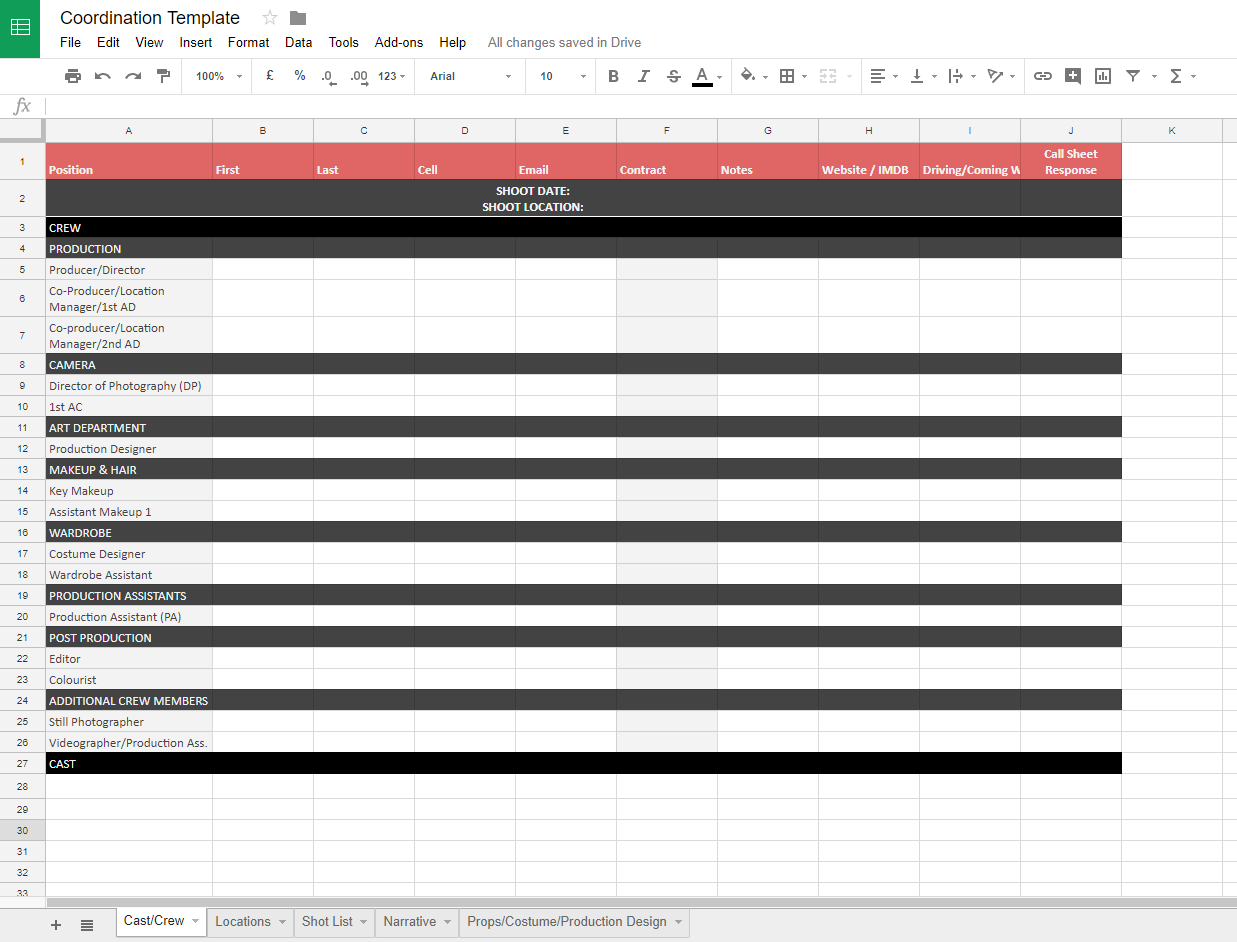 Coordination Template
File Edit View Insert Format Data Tools Add-ons Help All changes saved in Drive
100% £ % .0 .00 123 Arial 10 B I S A Σ
fx
A B C D E F G H I J K
Call Sheet
1 Position First Last Cell Email Contract Notes Website / IMDB Driving/Coming W Response
SHOOT DATE:
2
SHOOT LOCATION:
3 CREW
4 PRODUCTION
5 Producer/Director
Co-Producer/Location
6
Manager/1st AD
Co-producer/Location
7
Manager/2nd AD
8 CAMERA
9 Director of Photography (DP)
10 1st AC
11 ART DEPARTMENT
12 Production Designer
13 MAKEUP & HAIR
14 Key Makeup
15 Assistant Makeup 1
16 WARDROBE
17 Costume Designer
18 Wardrobe Assistant
19 PRODUCTION ASSISTANTS
20 Production Assistant (PA)
21 POST PRODUCTION
22 Editor
23 Colourist
24 ADDITIONAL CREW MEMBERS
25 Still Photographer
26 Videographer/Production Ass.
27 CAST
28
29
30
31
32
33
Cast/Crew Locations Shot List Narrative Props/Costume/Production Design